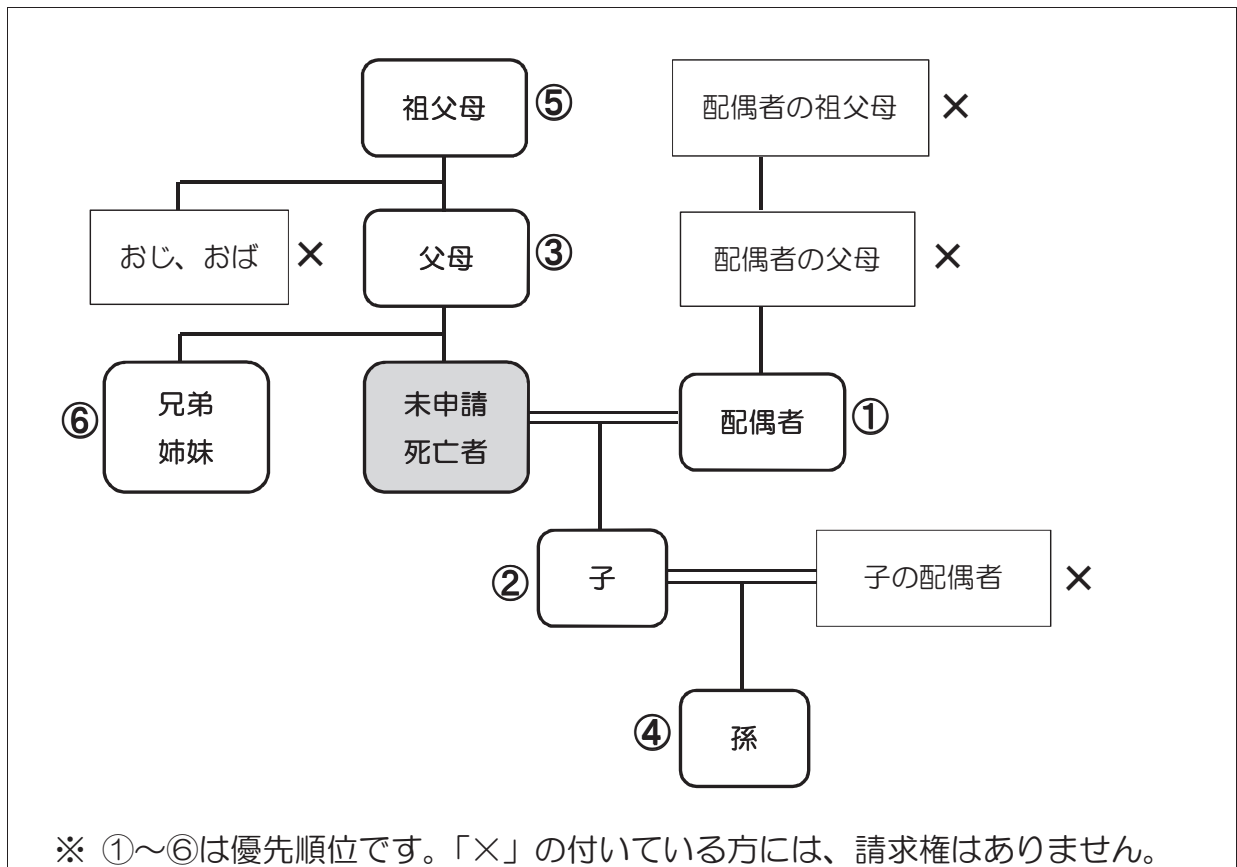 祖父母 ⑤
配偶者の祖父母 ×
おじ、おば ×
父母 ③
配偶者の父母 ×
⑥ 兄弟
姉妹
未申請
死亡者
配偶者 ①
② 子
子の配偶者 ×
④ 孫
※ ①~⑥は優先順位です。「×」の付いている方には、請求権はありません。